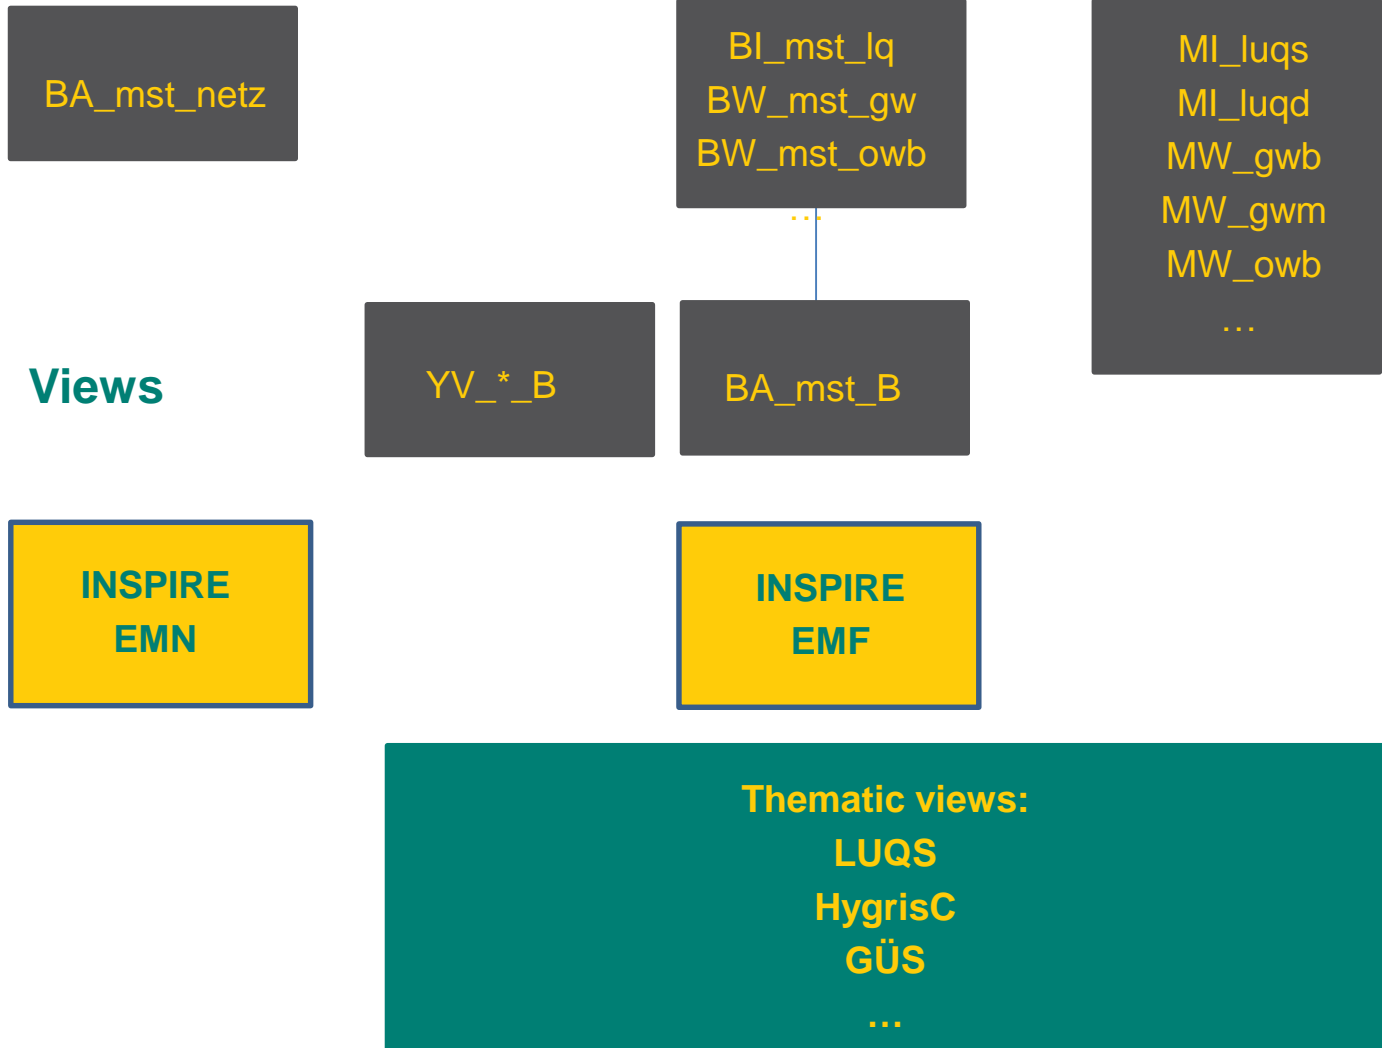 BA_mst_netz
BI_mst_lq
BW_mst_gw
BW_mst_owb
…
MI_luqs
MI_luqd
MW_gwb
MW_gwm
MW_owb
…
Views
YV_*_B
BA_mst_B
INSPIRE
EMN
INSPIRE
EMF
Thematic views:
LUQS
HygrisC
GÜS
…